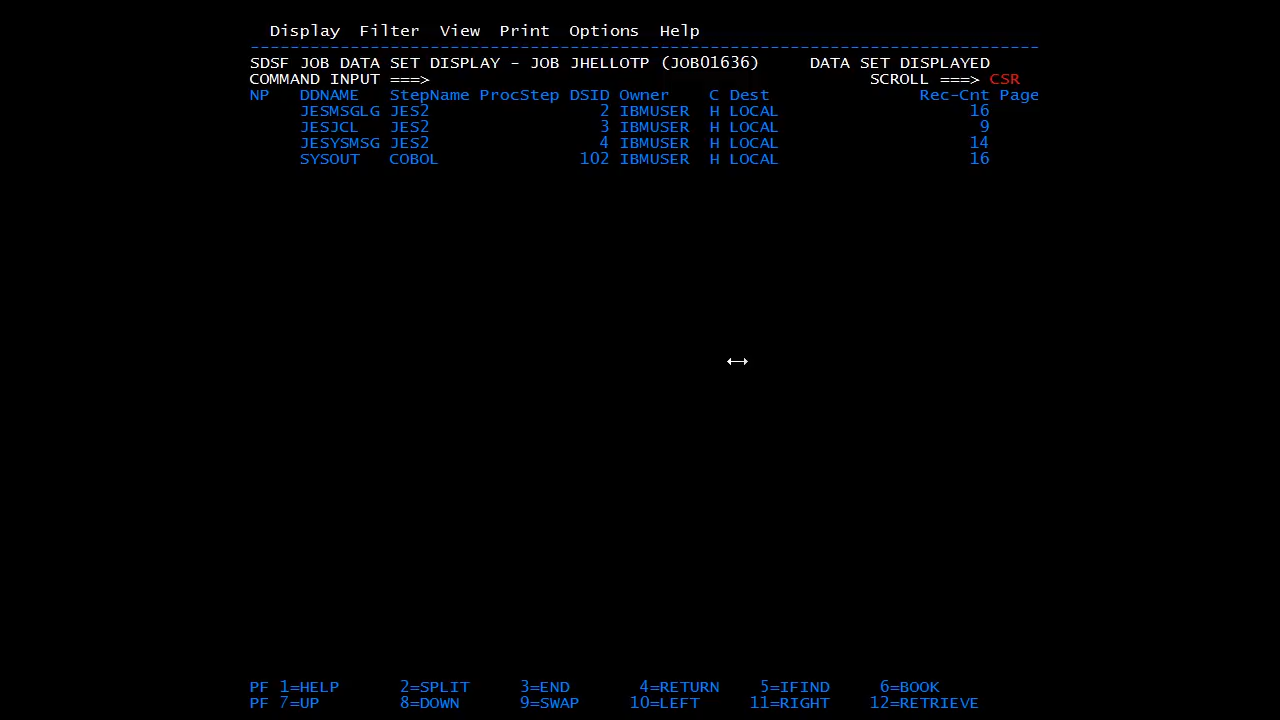 Display  Filter  View  Print  Options  Help
-------------------------------------------------------------------------------
SDSF JOB DATA SET DISPLAY - JOB JHELLOTP (JOB01636)     DATA SET DISPLAYED
COMMAND INPUT ===>                                            SCROLL ===> CSR
NP   DDNAME   StepName ProcStep DSID Owner    C Dest               Rec-Cnt Page
     JESMSGLG JES2                 2 IBMUSER  H LOCAL                   16
     JESJCL   JES2                 3 IBMUSER  H LOCAL                    9
     JESYSMSG JES2                 4 IBMUSER  H LOCAL                   14
     SYSOUT   COBOL              102 IBMUSER  H LOCAL                   16
PF 1=HELP      2=SPLIT     3=END       4=RETURN    5=IFIND     6=BOOK
PF 7=UP        8=DOWN      9=SWAP     10=LEFT     11=RIGHT    12=RETRIEVE